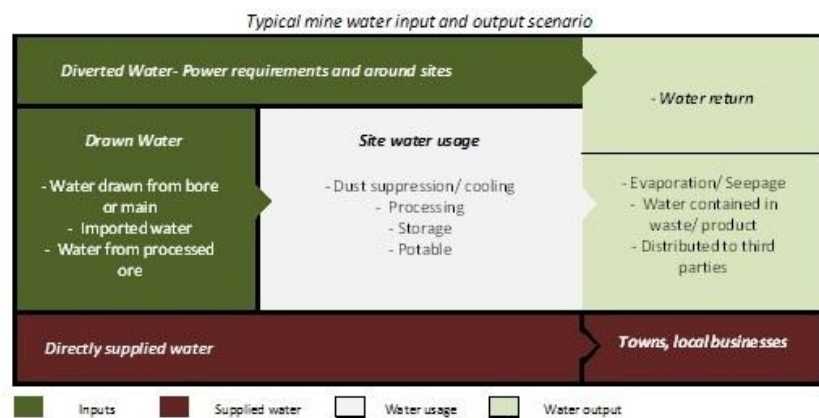 Typical mine water input and output scenario
Diverted Water- Power requirements and around sites
- Water return
Drawn Water
- Water drawn from bore
or main
- Imported water
- Water from processed
ore
Site water usage
- Dust suppression/ cooling
- Processing
- Storage
- Potable
- Evaporation/ Seepage
- Water contained in
waste/ product
- Distributed to third
parties
Directly supplied water
Towns, local businesses
Inputs
Supplied water
Water usage
Water output